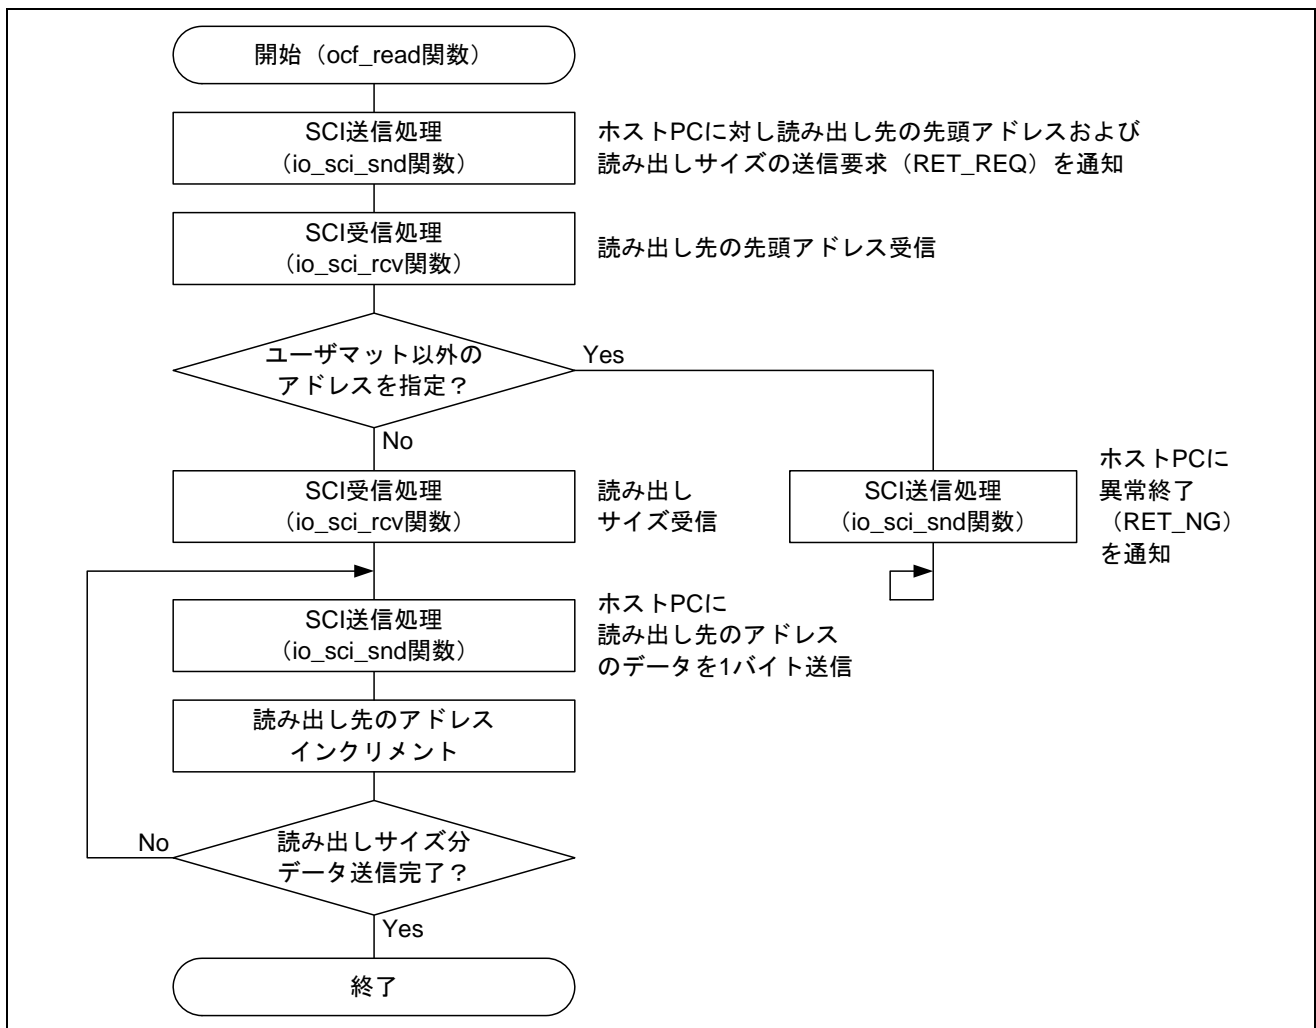 開始（ocf_read関数）
SCI送信処理
（io_sci_snd関数）
ホストPCに対し読み出し先の先頭アドレスおよび
読み出しサイズの送信要求（RET_REQ）を通知
SCI受信処理
（io_sci_rcv関数）
読み出し先の先頭アドレス受信
ユーザマット以外の
アドレスを指定？
Yes
No
SCI受信処理
（io_sci_rcv関数）
読み出し
サイズ受信
SCI送信処理
（io_sci_snd関数）
ホストPCに
異常終了
（RET_NG）
を通知
SCI送信処理
（io_sci_snd関数）
ホストPCに
読み出し先のアドレス
のデータを1バイト送信
読み出し先のアドレス
インクリメント
読み出しサイズ分
データ送信完了？
No
Yes
終了